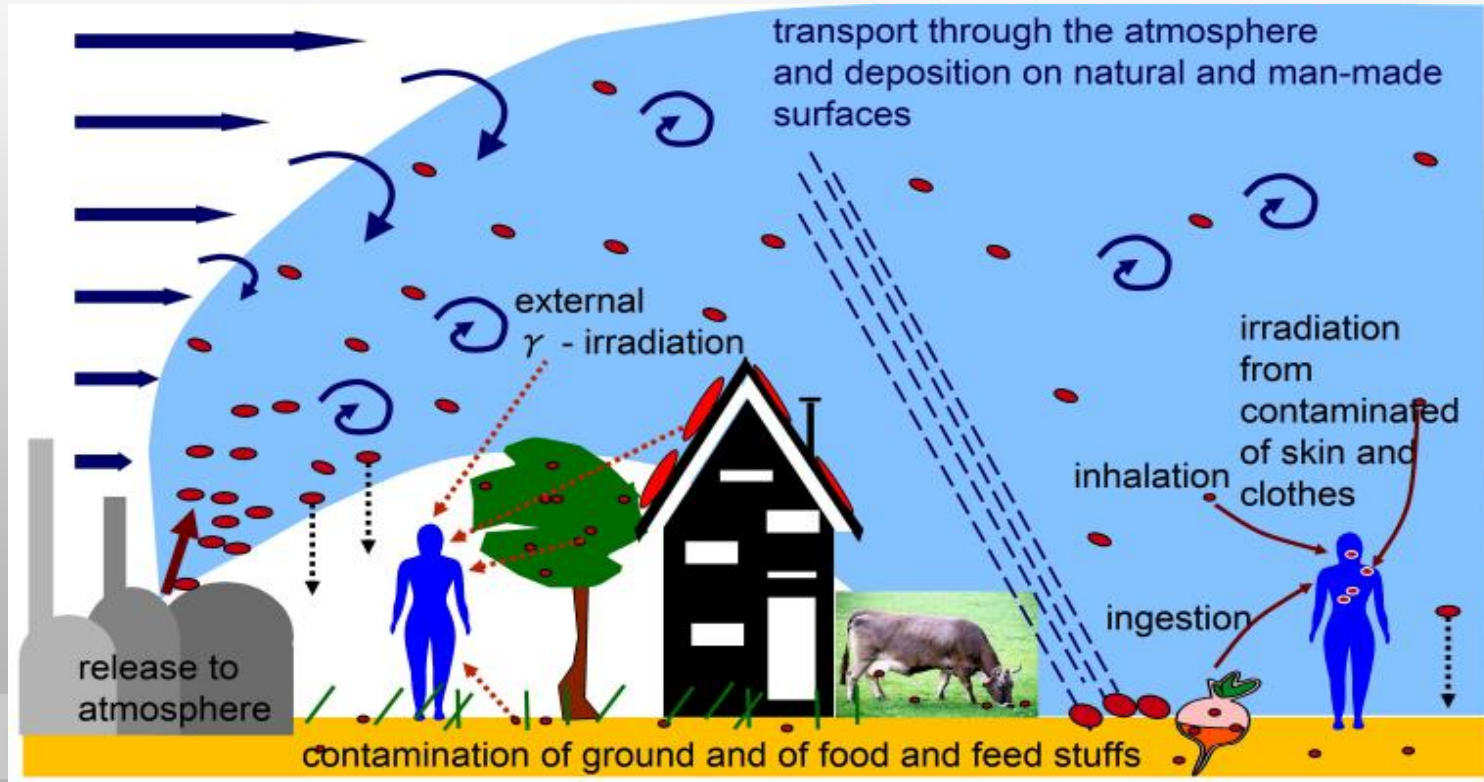 transport through the atmosphere
and deposition on natural and man-made
surfaces
external
γ - irradiation
irradiation
from
contaminated
of skin and
clothes
inhalation
ingestion
release to
atmosphere
contamination of ground and of food and feed stuffs